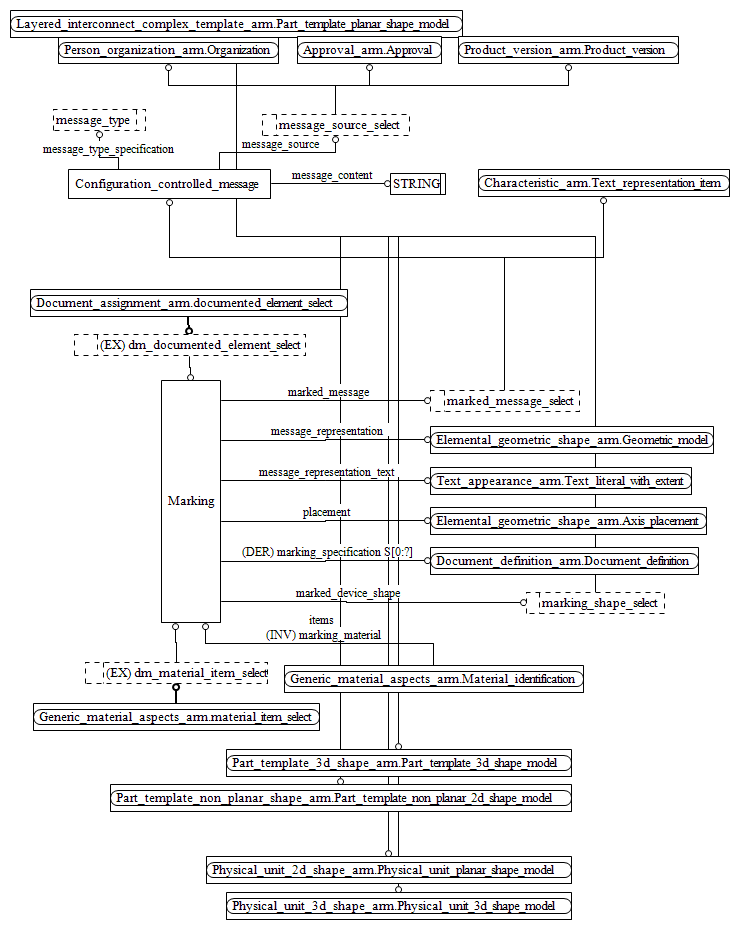 Layered_interconnect_complex_template_arm.Part_template_planar_shape_model
Person_organization_arm.Organization
Approval_arm.Approval
Product_version_arm.Product_version
message_type
message_source_select
message_type_specification
message_source
Configuration_controlled_message
message_content
STRING
Characteristic_arm.Text_representation_item
Document_assignment_arm.documented_element_select
(EX) dm_documented_element_select
marked_message
marked_message_select
message_representation
Elemental_geometric_shape_arm.Geometric_model
message_representation_text
Text_appearance_arm.Text_literal_with_extent
Marking
placement
Elemental_geometric_shape_arm.Axis_placement
(DER) marking_specification S[0:?]
Document_definition_arm.Document_definition
marked_device_shape
marking_shape_select
items
(INV) marking_material
(EX) dm_material_item_select
Generic_material_aspects_arm.Material_identification
Generic_material_aspects_arm.material_item_select
Part_template_3d_shape_arm.Part_template_3d_shape_model
Part_template_non_planar_shape_arm.Part_template_non_planar_2d_shape_model
Physical_unit_2d_shape_arm.Physical_unit_planar_shape_model
Physical_unit_3d_shape_arm.Physical_unit_3d_shape_model